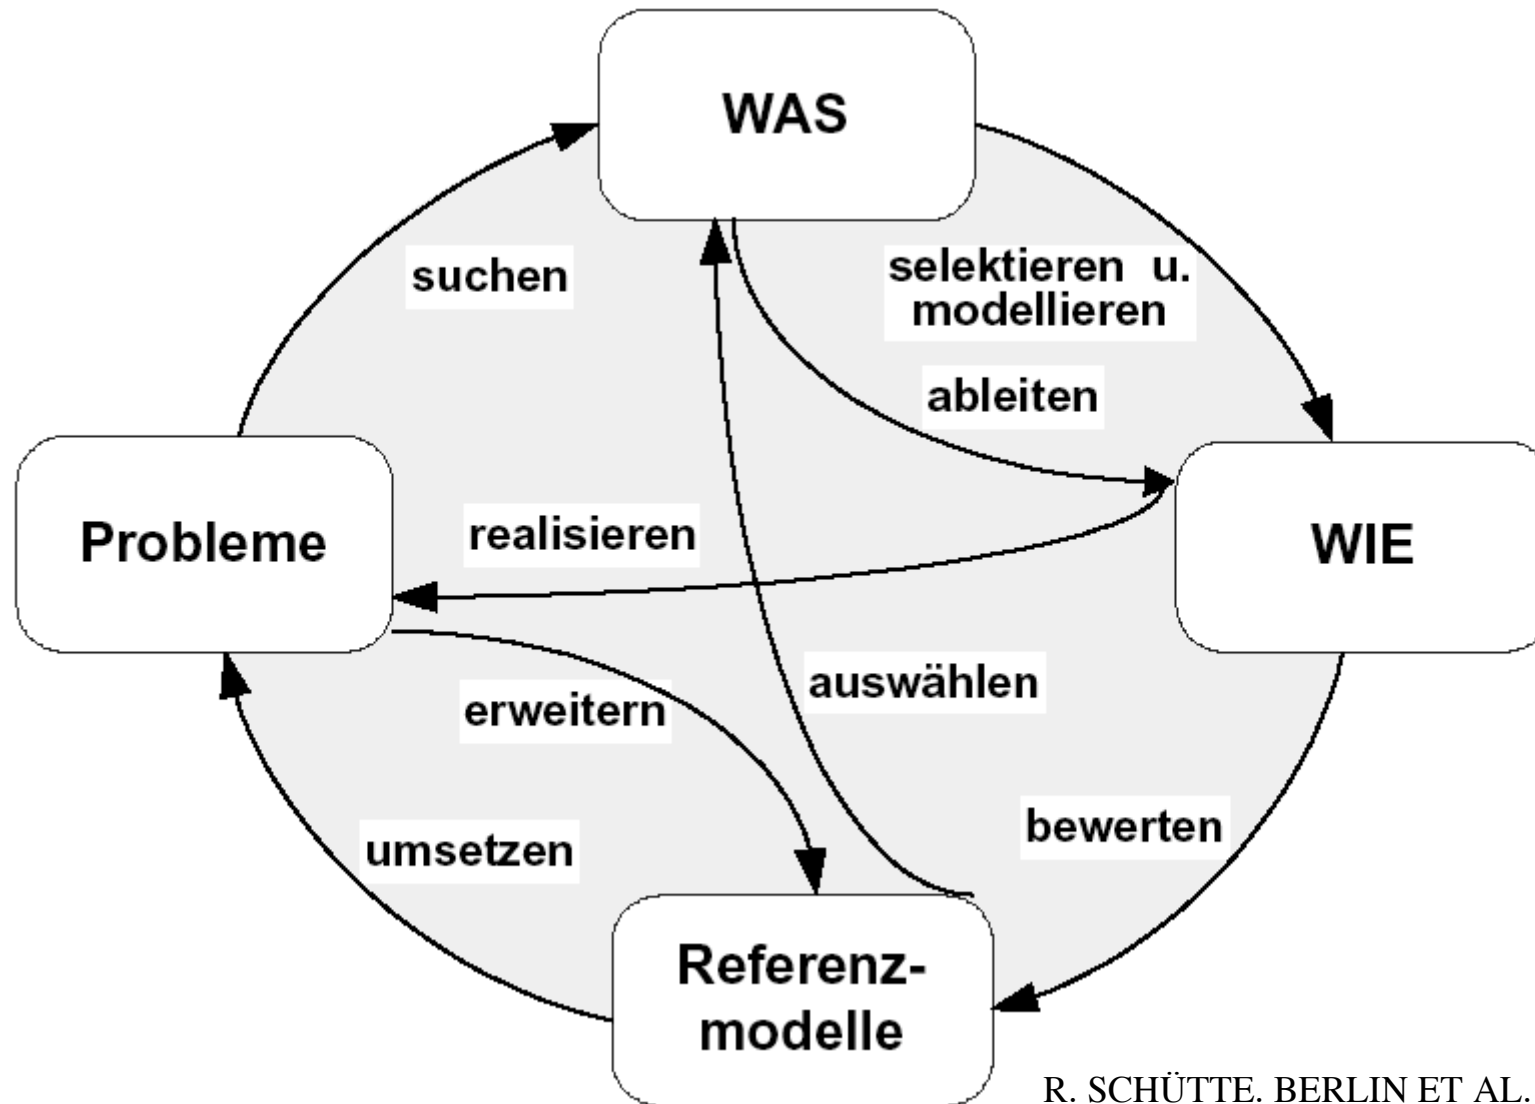 WAS
suchen
selektieren u.
modellieren
ableiten
Probleme
realisieren
WIE
auswählen
erweitern
umsetzen
bewerten
Referenz-
modelle
R. SCHÜTTE. BERLIN ET AL.